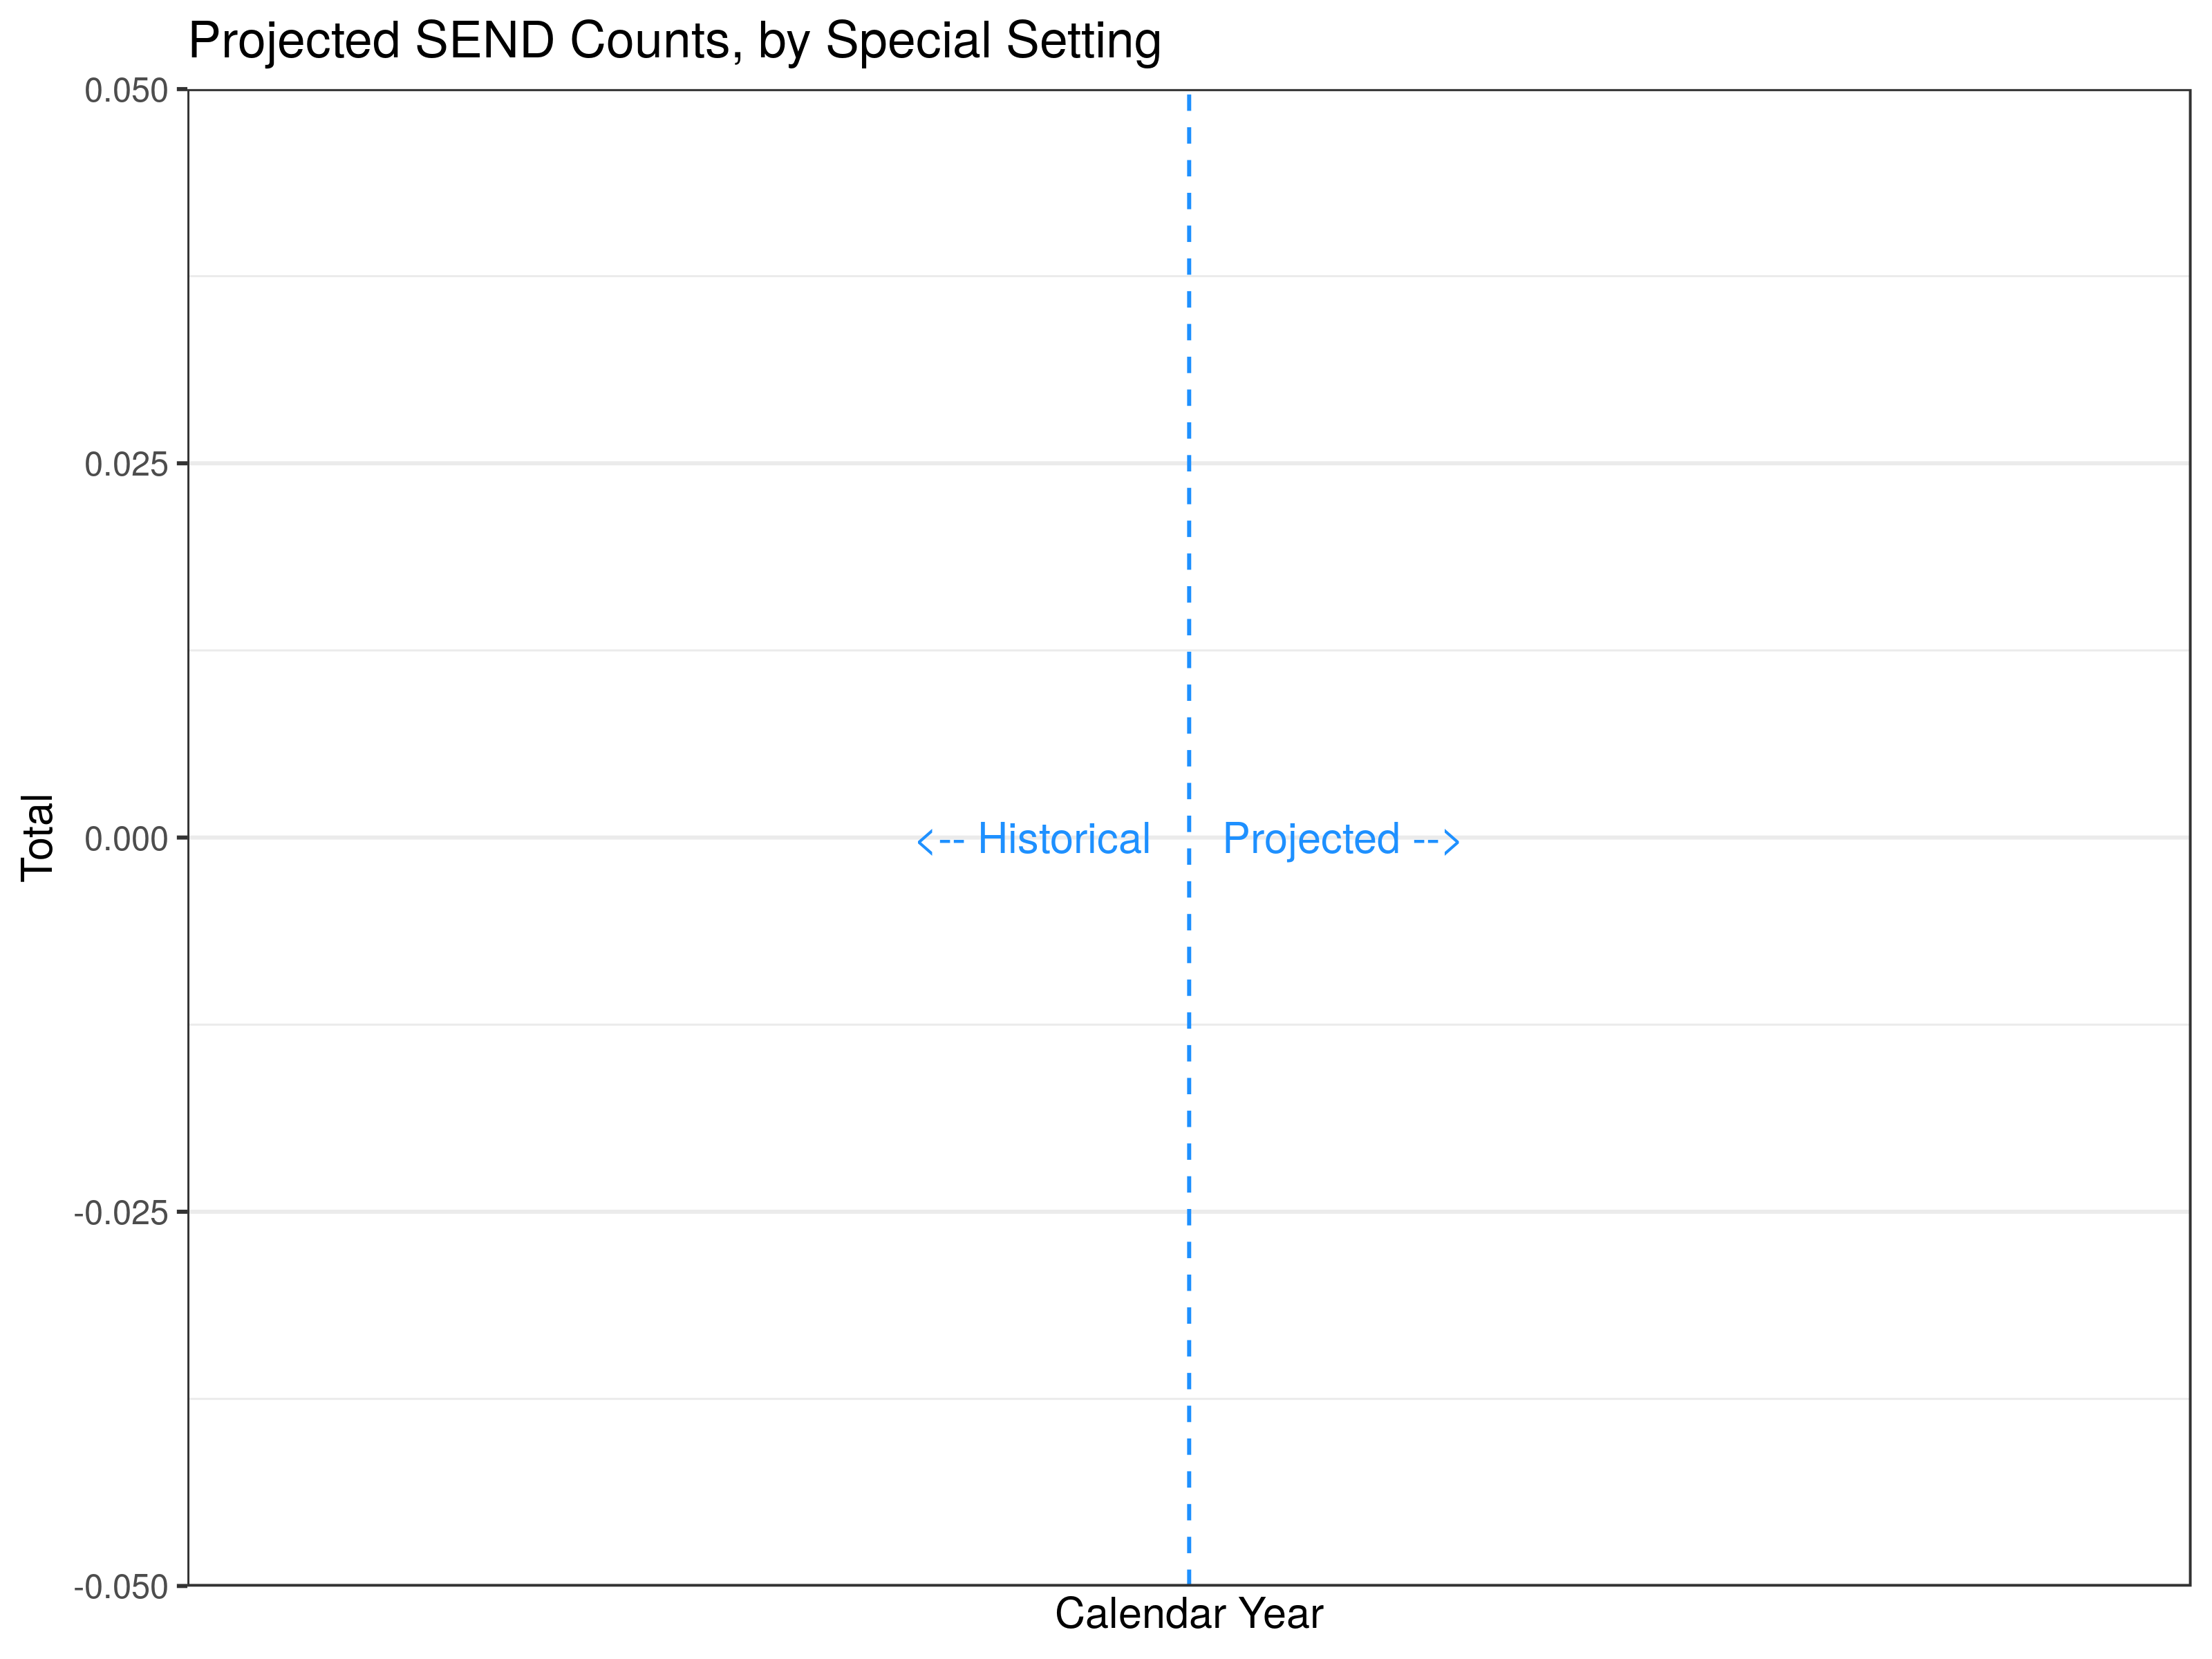 Projected SEND Counts, by Special Setting
0.050
0.025
Total
0.000
<-- Historical
Projected -->
-0.025
-0.050
Calendar Year